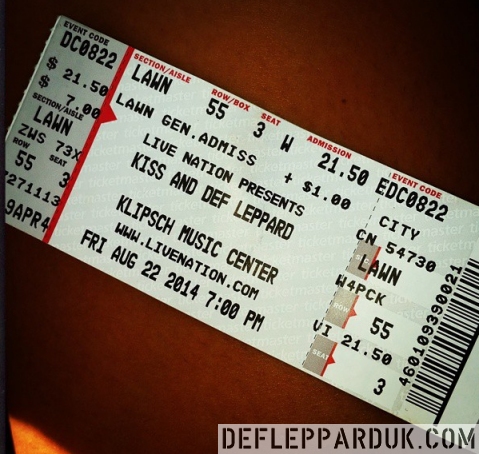 EVENT CODE
DC0822
$ 21.50
$ 7.00
SECTION/AISLE
LAWN
ZWS 73X
ROW SEAT
55 3
271113
9APR4
SECTION/AISLE ROW/BOX SEAT ADMISSION
LAWN 55 3 W 21.50
LAWN GEN.ADMISS + $1.00
LIVE NATION PRESENTS
KISS AND DEF LEPPARD
KLIPSCH MUSIC CENTER
WWW.LIVENATION.COM
FRI AUG 22 2014 7:00 PM
EVENT CODE
EDC0822
CITY
CN 54730
LAWN
W4PCK
ROW
55
VI 21.50
SEAT
3
460109390021
DEFLEPPARDUK.COM